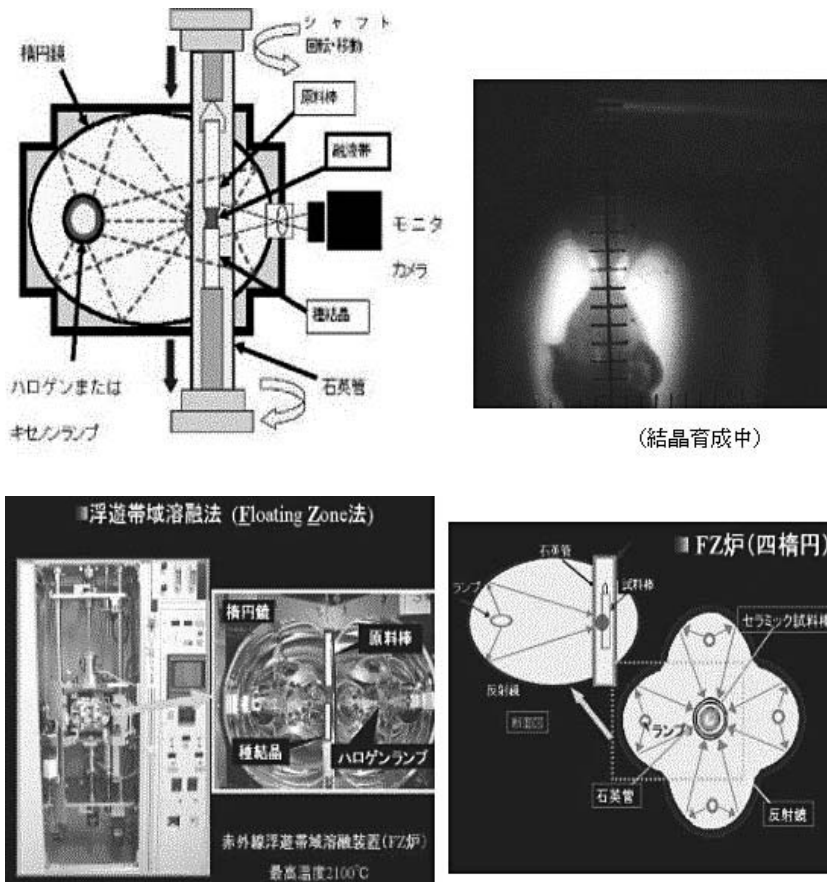 シャフト
回転・移動
楕円鏡
原料棒
融液帯
モニタ
カメラ
種結晶
石英管
ハロゲンまたは
キセノンランプ
(結晶育成中)
■浮遊帯域溶融法 (Floating Zone法)
楕円鏡
原料棒
種結晶
ハロゲンランプ
赤外線浮遊帯域溶融装置(FZ炉)
最高温度2100℃
■ FZ炉(四楕円)
石英管
ランプ
試料棒
セラミック試料棒
反射鏡
断面図
ランプ
石英管
反射鏡